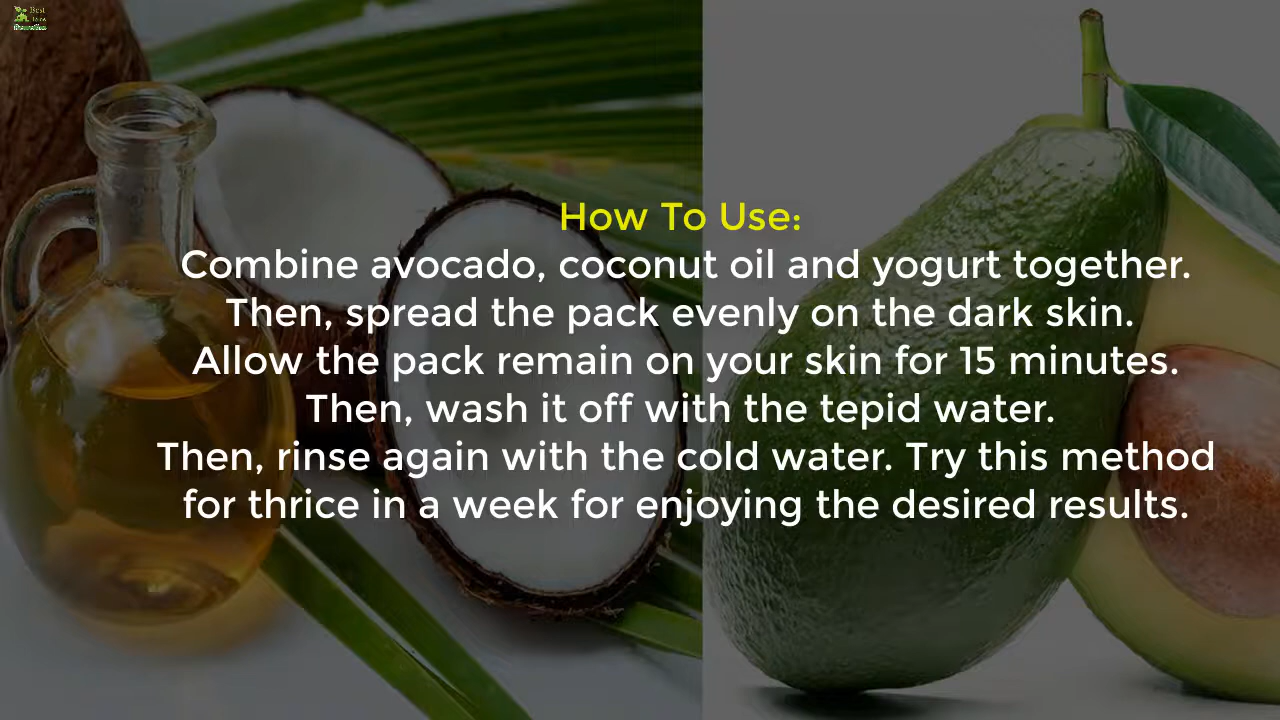 Best
How To Use:
Combine avocado, coconut oil and yogurt together.
Then, spread the pack evenly on the dark skin.
Allow the pack remain on your skin for 15 minutes.
Then, wash it off with the tepid water.
Then, rinse again with the cold water. Try this method
for thrice in a week for enjoying the desired results.